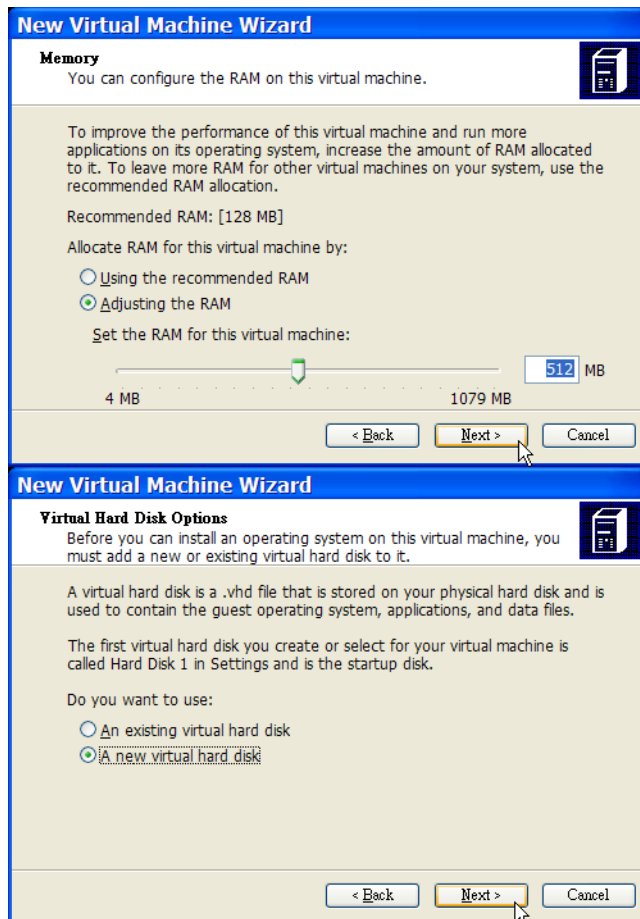 New Virtual Machine Wizard
Memory
You can configure the RAM on this virtual machine.
To improve the performance of this virtual machine and run more
applications on its operating system, increase the amount of RAM allocated
to it. To leave more RAM for other virtual machines on your system, use the
recommended RAM allocation.
Recommended RAM: [128 MB]
Allocate RAM for this virtual machine by:
Using the recommended RAM
Adjusting the RAM
Set the RAM for this virtual machine:
512 MB
4 MB 1079 MB
< Back Next > Cancel
New Virtual Machine Wizard
Virtual Hard Disk Options
Before you can install an operating system on this virtual machine, you
must add a new or existing virtual hard disk to it.
A virtual hard disk is a .vhd file that is stored on your physical hard disk and is
used to contain the guest operating system, applications, and data files.
The first virtual hard disk you create or select for your virtual machine is
called Hard Disk 1 in Settings and is the startup disk.
Do you want to use:
An existing virtual hard disk
A new virtual hard disk
< Back Next > Cancel